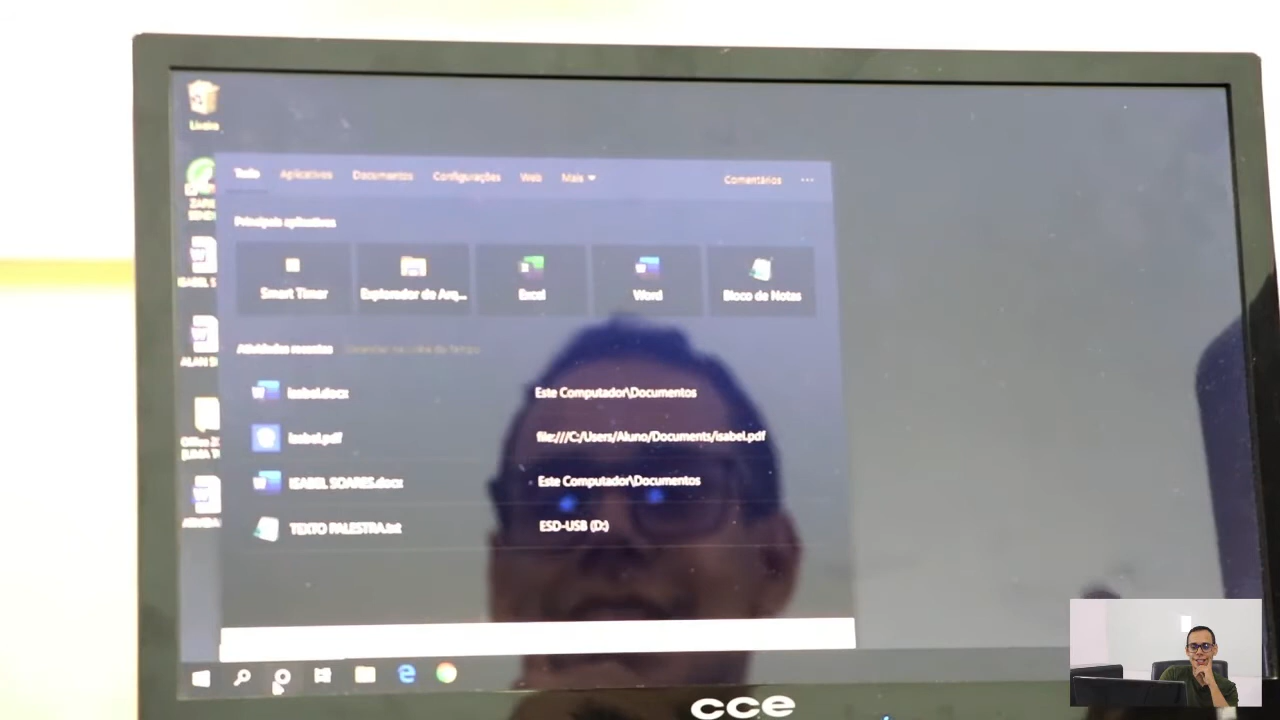 Lixeira
Tudo Aplicativos Documentos Configurações Web Mais Comentários ...
Principais aplicativos
Smart Timer Explorador de Arq... Excel Word Bloco de Notas
Atividades recentes
Isabel.docx Este Computador\Documentos
isabel.pdf file:///C:/Users/Aluno/Documents/isabel.pdf
ISABEL SOARES.docx Este Computador\Documentos
TEXTO PALESTRA.txt ESD-USB (D:)
cce